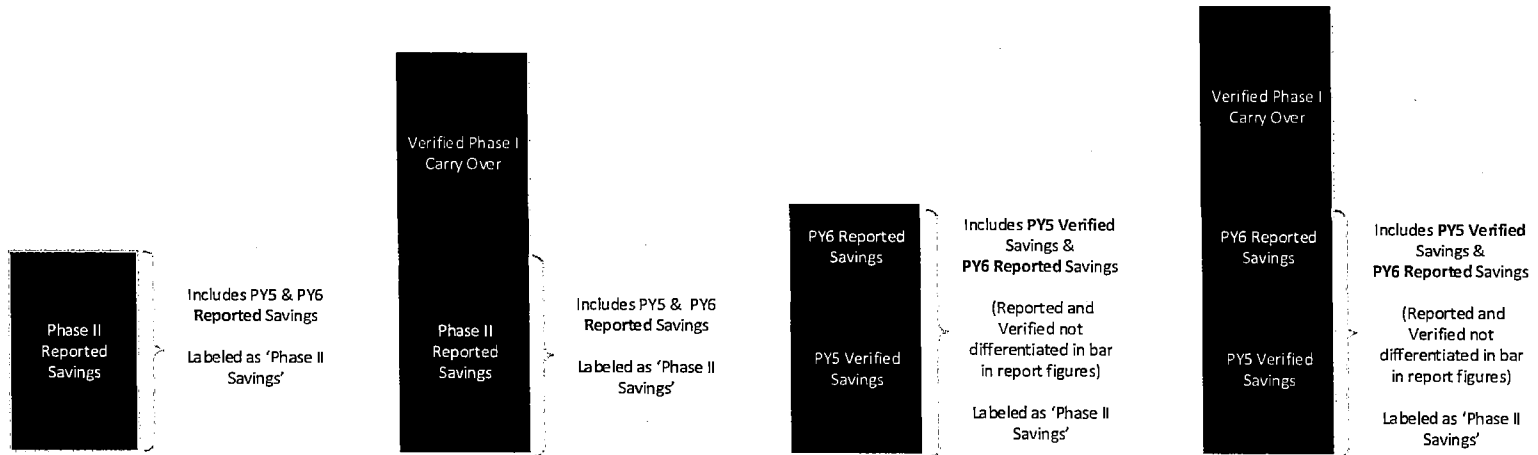 Phase II
Reported
Savings
Includes PY5 & PY6
Reported Savings
Labeled as 'Phase II
Savings'
Verified Phase I
Carry Over
Phase II
Reported
Savings
Includes PY5 & PY6
Reported Savings
Labeled as 'Phase II
Savings'
PY6 Reported
Savings
PY5 Verified
Savings
Includes PY5 Verified
Savings &
PY6 Reported Savings
(Reported and
Verified not
differentiated in bar
in report figures)
Labeled as 'Phase II
Savings'
Verified Phase I
Carry Over
PY6 Reported
Savings
PY5 Verified
Savings
Includes PY5 Verified
Savings &
PY6 Reported Savings
(Reported and
Verified not
differentiated in bar
in report figures)
Labeled as 'Phase II
Savings'